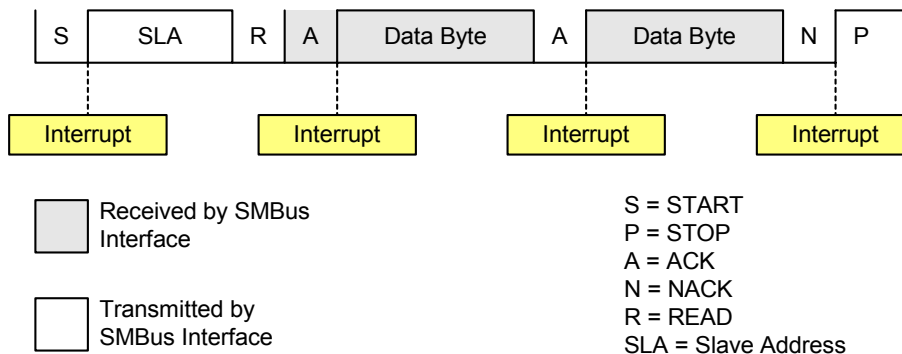 S SLA R A Data Byte A Data Byte N P
Interrupt Interrupt Interrupt Interrupt
Received by SMBus
Interface
Transmitted by
SMBus Interface
S = START
P = STOP
A = ACK
N = NACK
R = READ
SLA = Slave Address